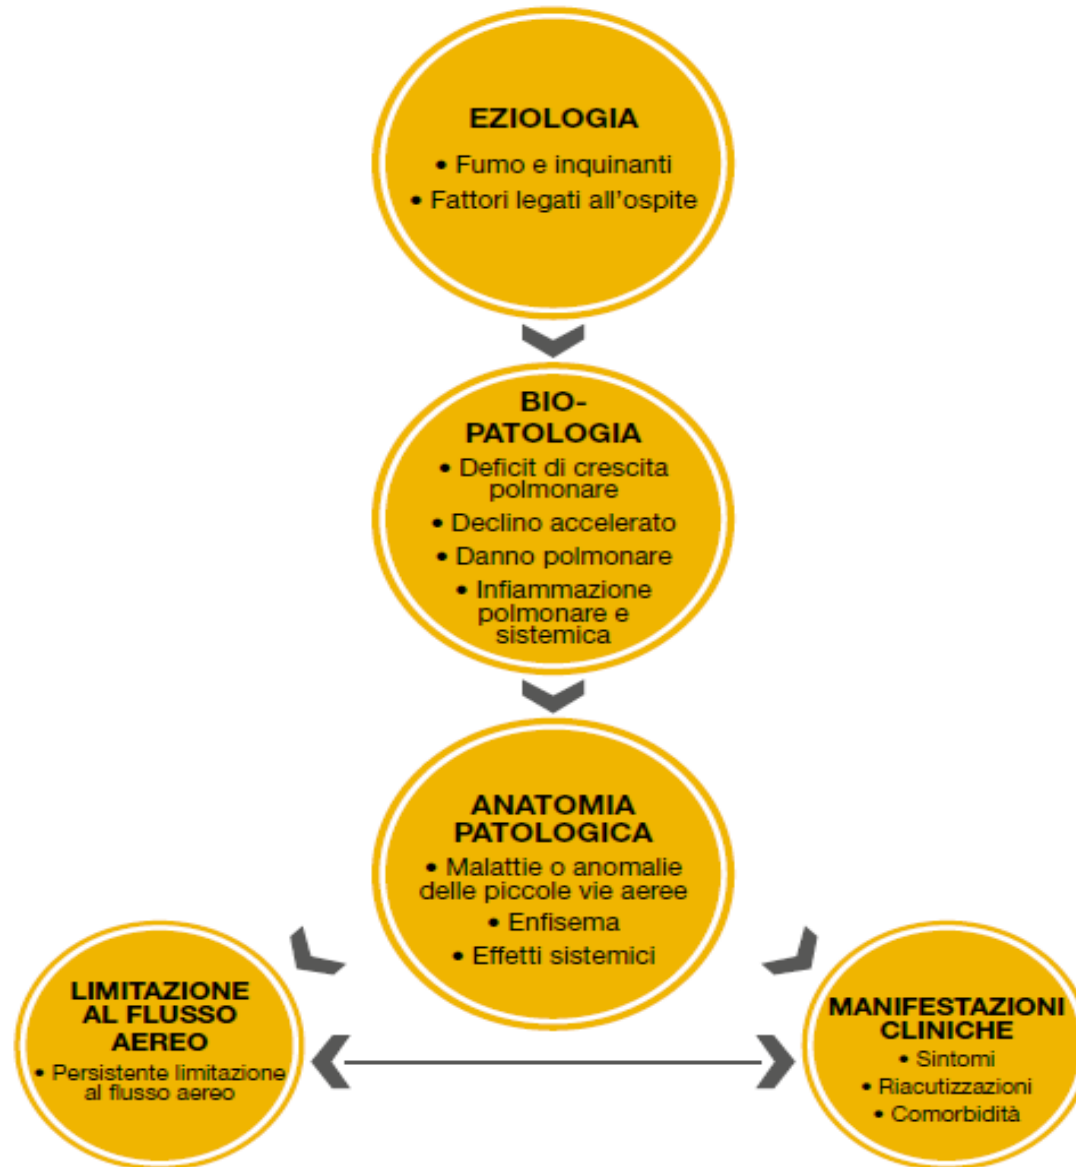 EZIOLOGIA
• Fumo e inquinanti
• Fattori legati all'ospite
BIO-
PATOLOGIA
• Deficit di crescita
polmonare
• Declino accelerato
• Danno polmonare
• Infiammazione
polmonare e
sistemica
ANATOMIA
PATOLOGICA
• Malattie o anomalie
delle piccole vie aeree
• Enfisema
• Effetti sistemici
LIMITAZIONE
AL FLUSSO
AEREO
• Persistente limitazione
al flusso aereo
MANIFESTAZIONI
CLINICHE
• Sintomi
• Riacutizzazioni
• Comorbidità